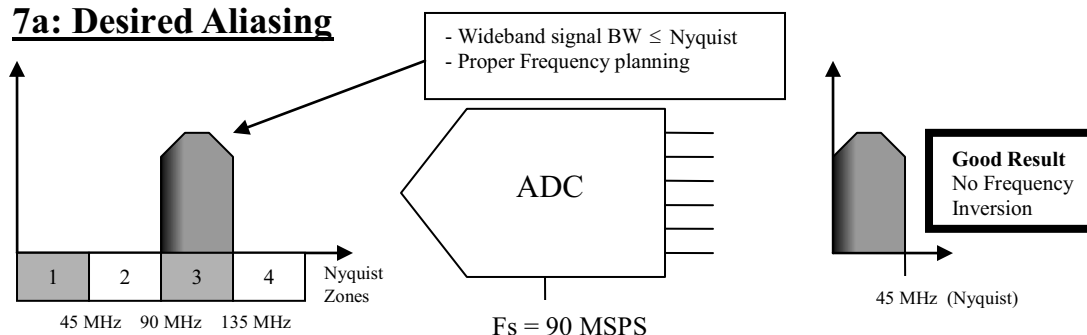 7a: Desired Aliasing
- Wideband signal BW ≤ Nyquist
- Proper Frequency planning
ADC
Good Result
No Frequency
Inversion
1 2 3 4
Nyquist
Zones
45 MHz 90 MHz 135 MHz
Fs = 90 MSPS
45 MHz (Nyquist)